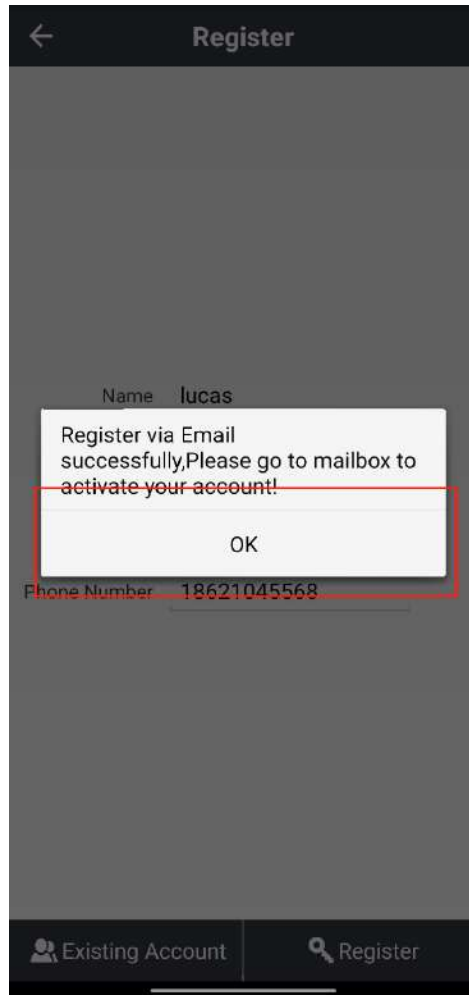 Register
Name lucas
Register via Email
successfully,Please go to mailbox to
activate your account!
OK
Phone Number 18621045568
Existing Account
Register